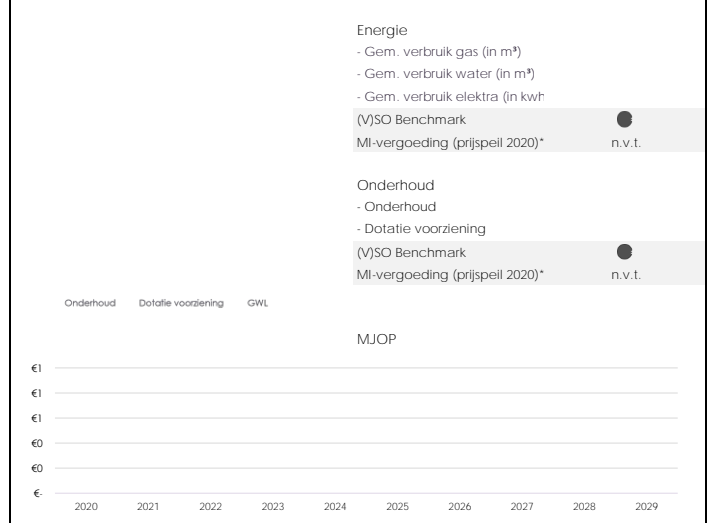 Energie
- Gem. verbruik gas (in m³)
- Gem. verbruik water (in m³)
- Gem. verbruik elektra (in kwh
(V)SO Benchmark
MI-vergoeding (prijspeil 2020)* n.v.t.
Onderhoud
- Onderhoud
- Dotatie voorziening
(V)SO Benchmark
MI-vergoeding (prijspeil 2020)* n.v.t.
Onderhoud Dotatie voorziening GWL
MJOP
€1
€1
€1
€0
€0
€-
2020 2021 2022 2023 2024 2025 2026 2027 2028 2029